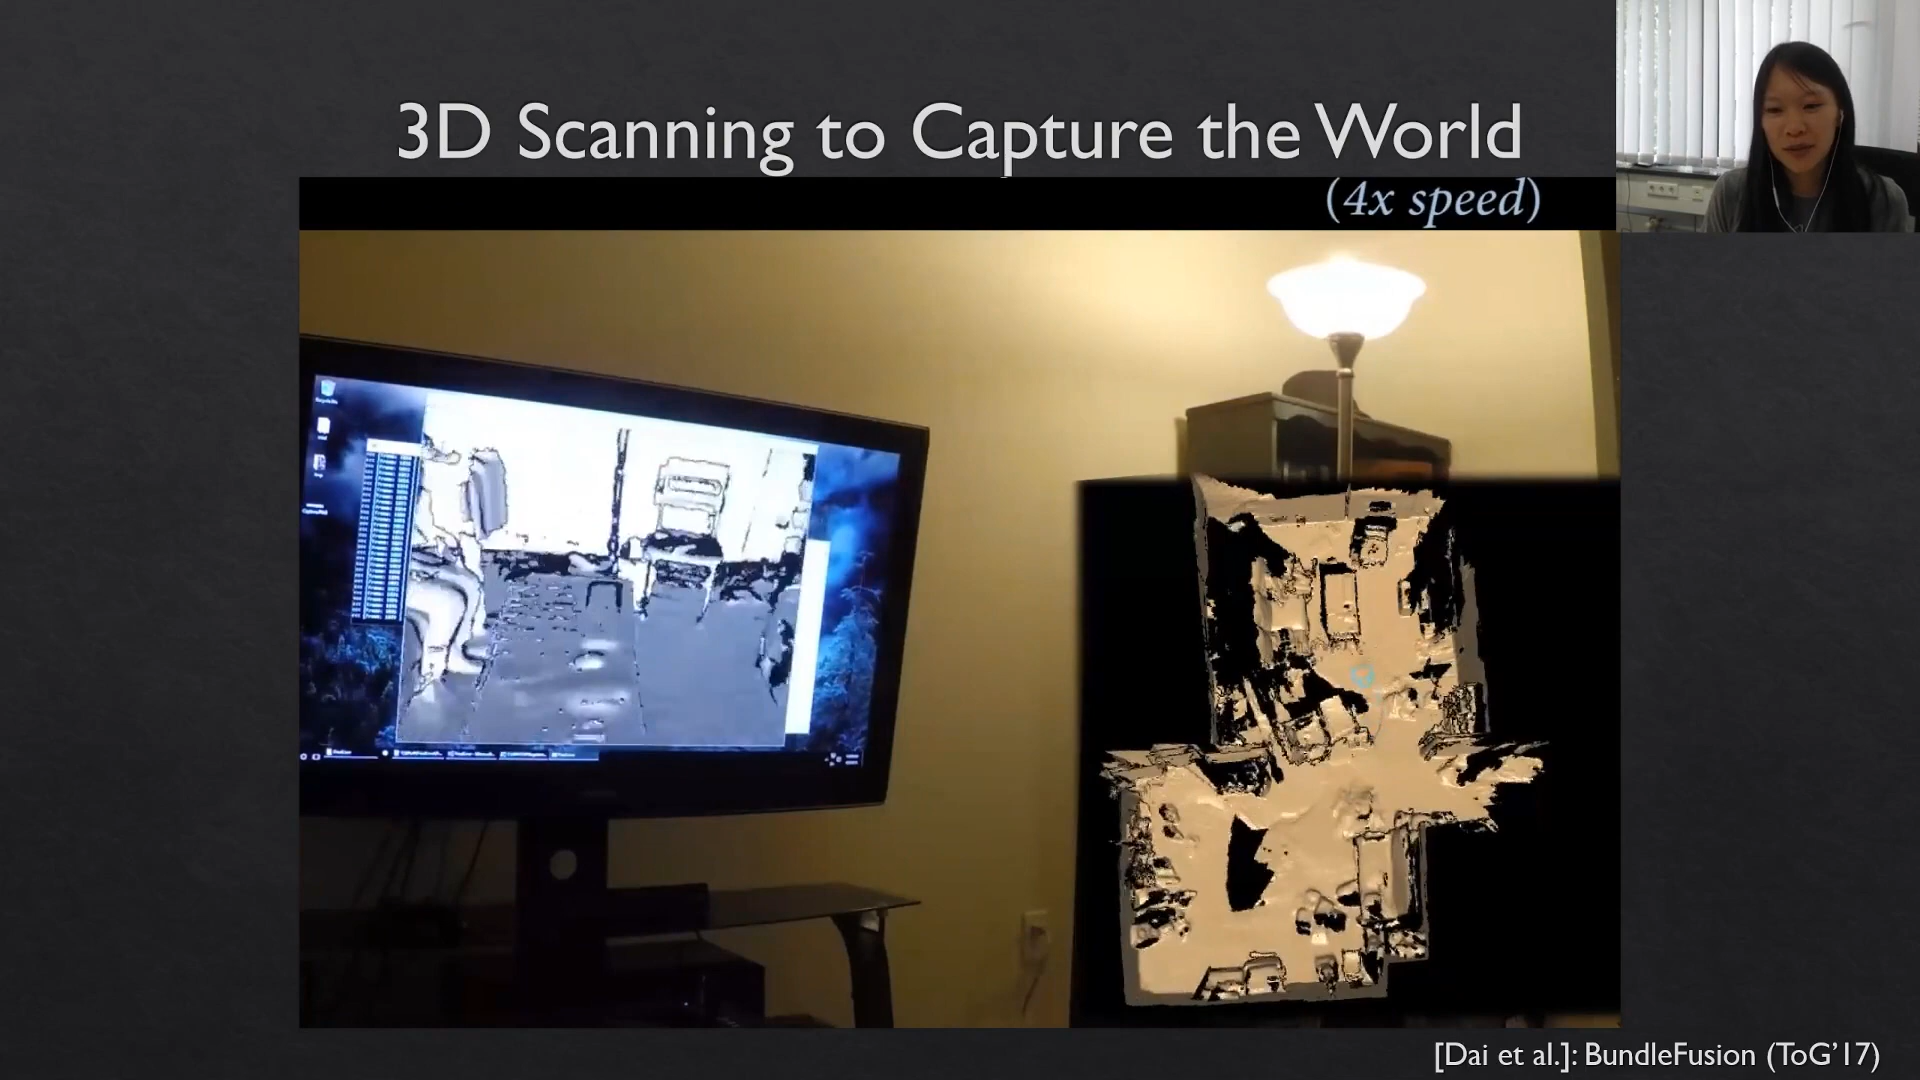 3D Scanning to Capture the World
(4x speed)
[Dai et al.]: BundleFusion (ToG'17)